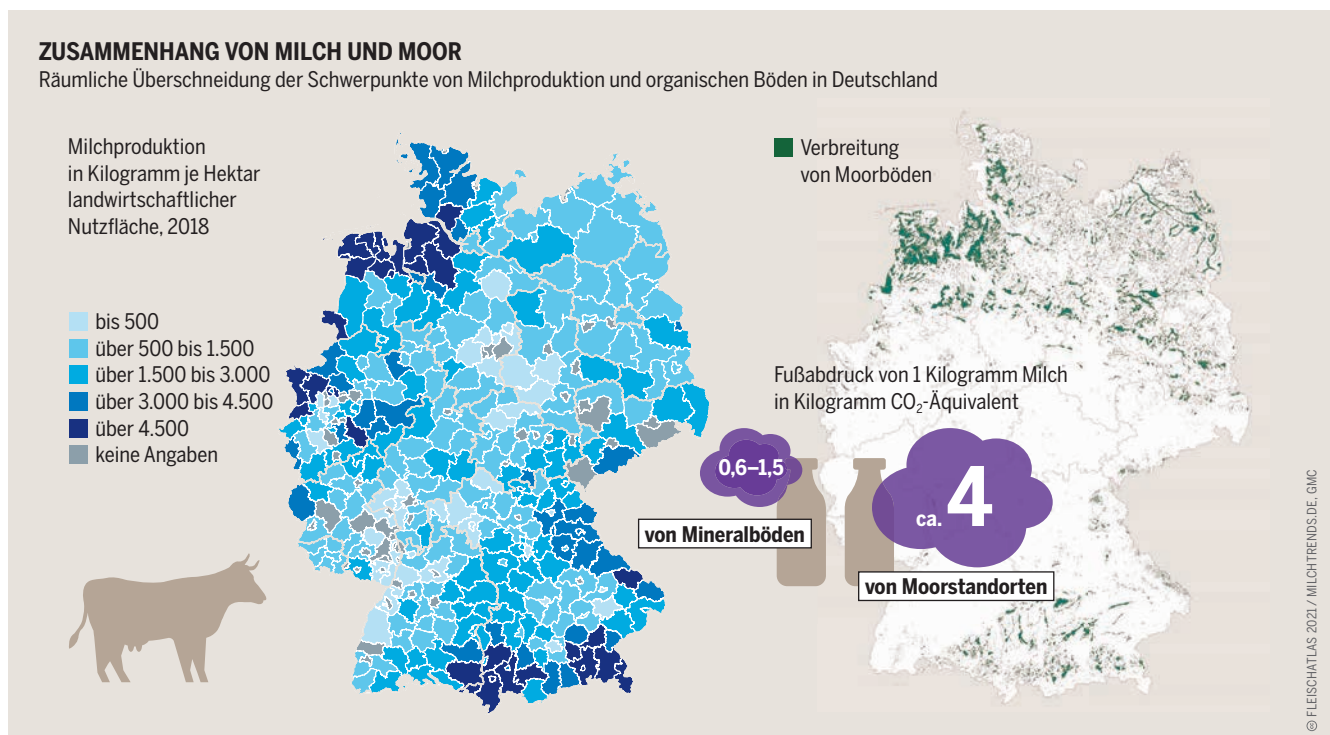 ZUSAMMENHANG VON MILCH UND MOOR
Räumliche Überschneidung der Schwerpunkte von Milchproduktion und organischen Böden in Deutschland
Milchproduktion
in Kilogramm je Hektar
landwirtschaftlicher
Nutzfläche, 2018
bis 500
über 500 bis 1.500
über 1.500 bis 3.000
über 3.000 bis 4.500
über 4.500
keine Angaben
Verbreitung
von Moorböden
Fußabdruck von 1 Kilogramm Milch
in Kilogramm CO₂-Äquivalent
0,6–1,5
von Mineralböden
ca. 4
von Moorstandorten
© FLEISCHATLAS 2021 / MILCHTRENDS.DE, GMC